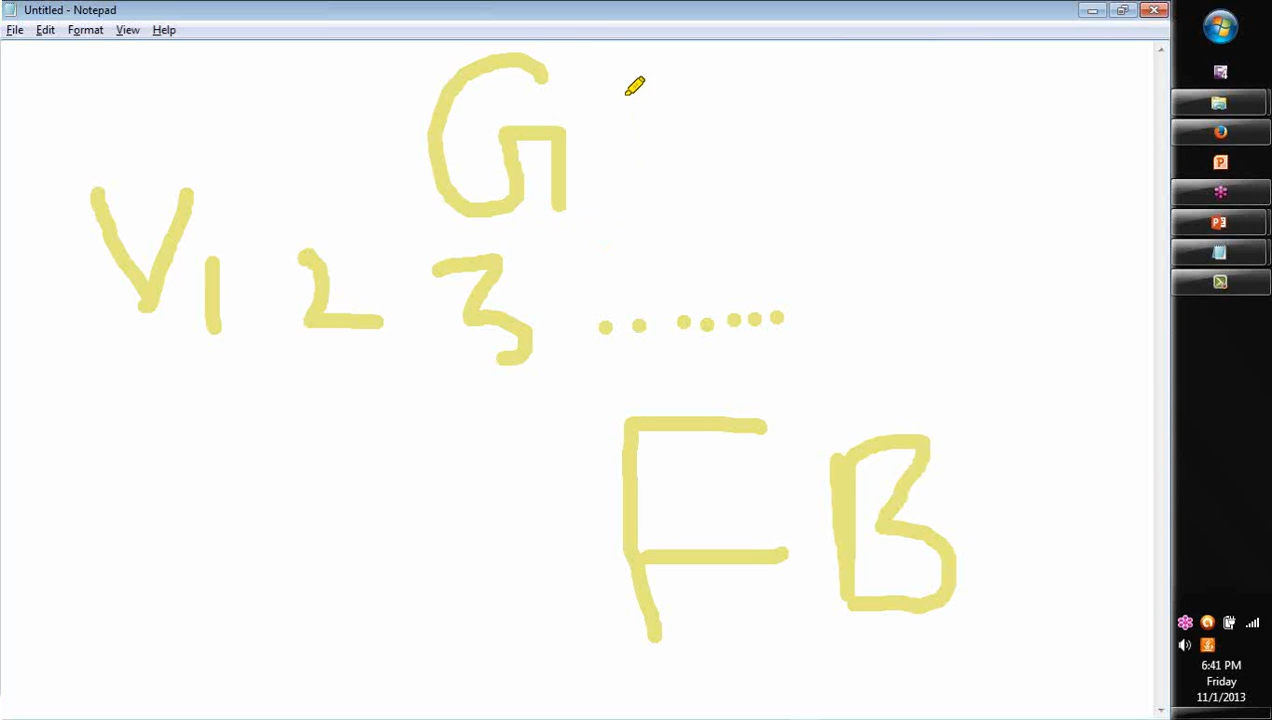 Untitled - Notepad
File Edit Format View Help
G
V1 2 3 .......
FB
6:41 PM
Friday
11/1/2013